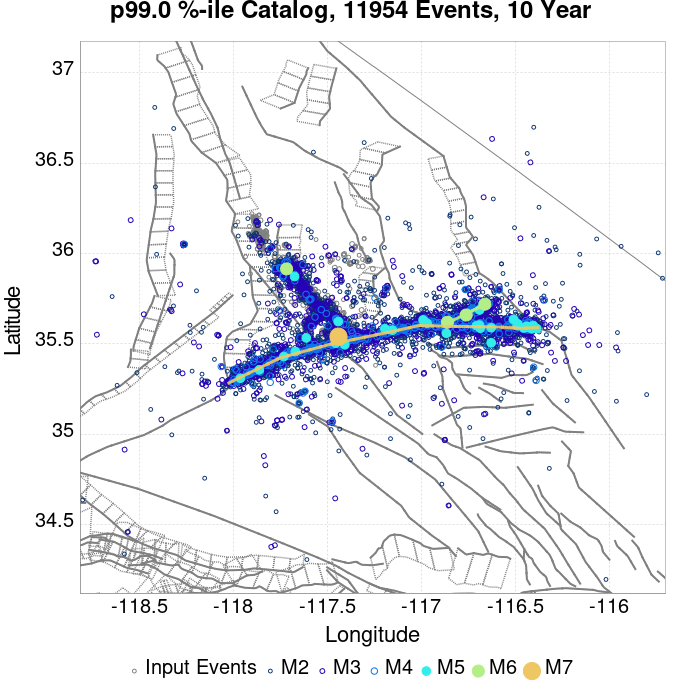 p99.0 %-ile Catalog, 11954 Events, 10 Year
37
36.5
36
35.5
35
34.5
Latitude
-118.5 -118 -117.5 -117 -116.5 -116
Longitude
Input Events M2 M3 M4 M5 M6 M7